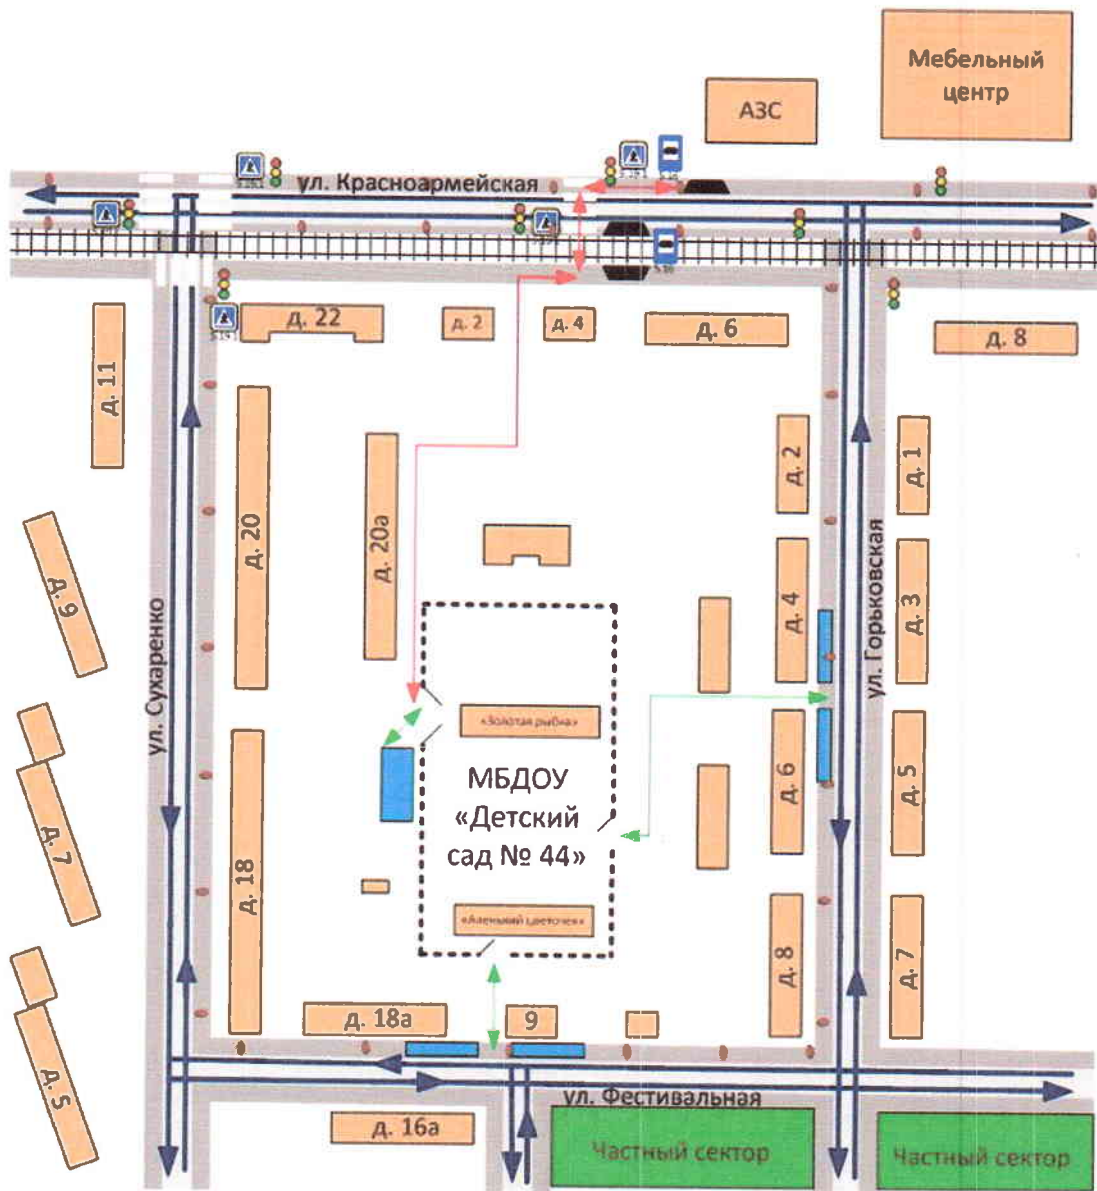 Мебельный
центр
АЗС
ул. Красноармейская
д. 22
д. 2
д. 4
д. 6
д. 8
д. 11
д. 20
д. 20а
д. 2
д. 1
д. 9
д. 4
д. 3
ул. Сухаренко
ул. Горьковская
«Золотая рыбка»
МБДОУ
«Детский
сад № 44»
д. 6
д. 5
д. 7
д. 18
«Аленький цветочек»
д. 8
д. 7
д. 18а
9
д. 5
ул. Фестивальная
д. 16а
Частный сектор
Частный сектор